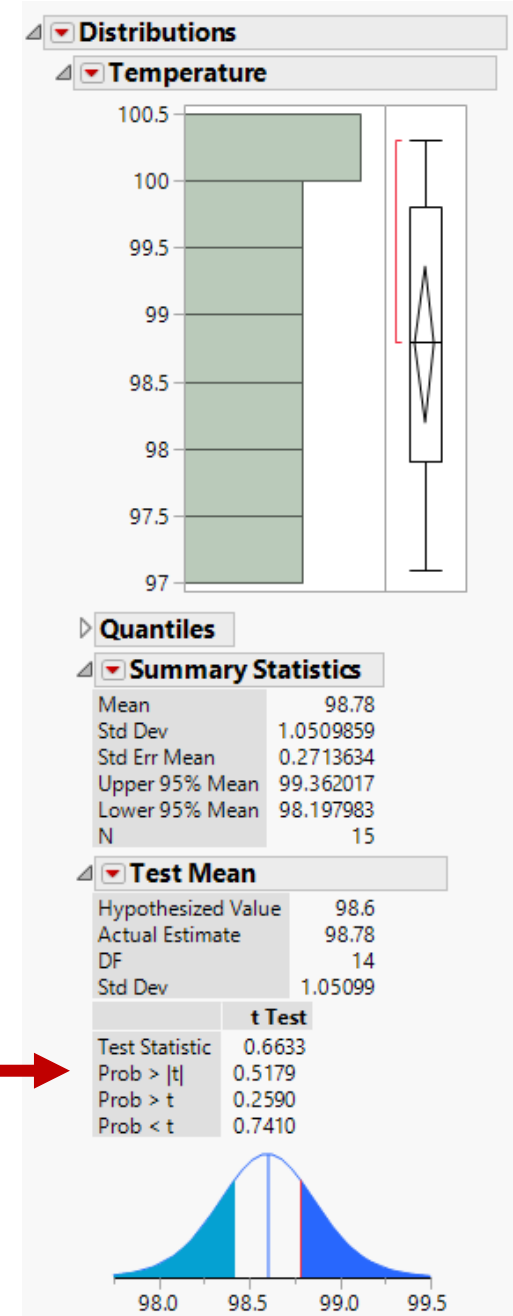 Distributions
Temperature
100.5
100
99.5
99
98.5
98
97.5
97
Quantiles
Summary Statistics
Mean 98.78
Std Dev 1.0509859
Std Err Mean 0.2713634
Upper 95% Mean 99.362017
Lower 95% Mean 98.197983
N 15
Test Mean
Hypothesized Value 98.6
Actual Estimate 98.78
DF 14
Std Dev 1.05099
t Test
Test Statistic 0.6633
Prob > |t| 0.5179
Prob > t 0.2590
Prob < t 0.7410
98.0 98.5 99.0 99.5